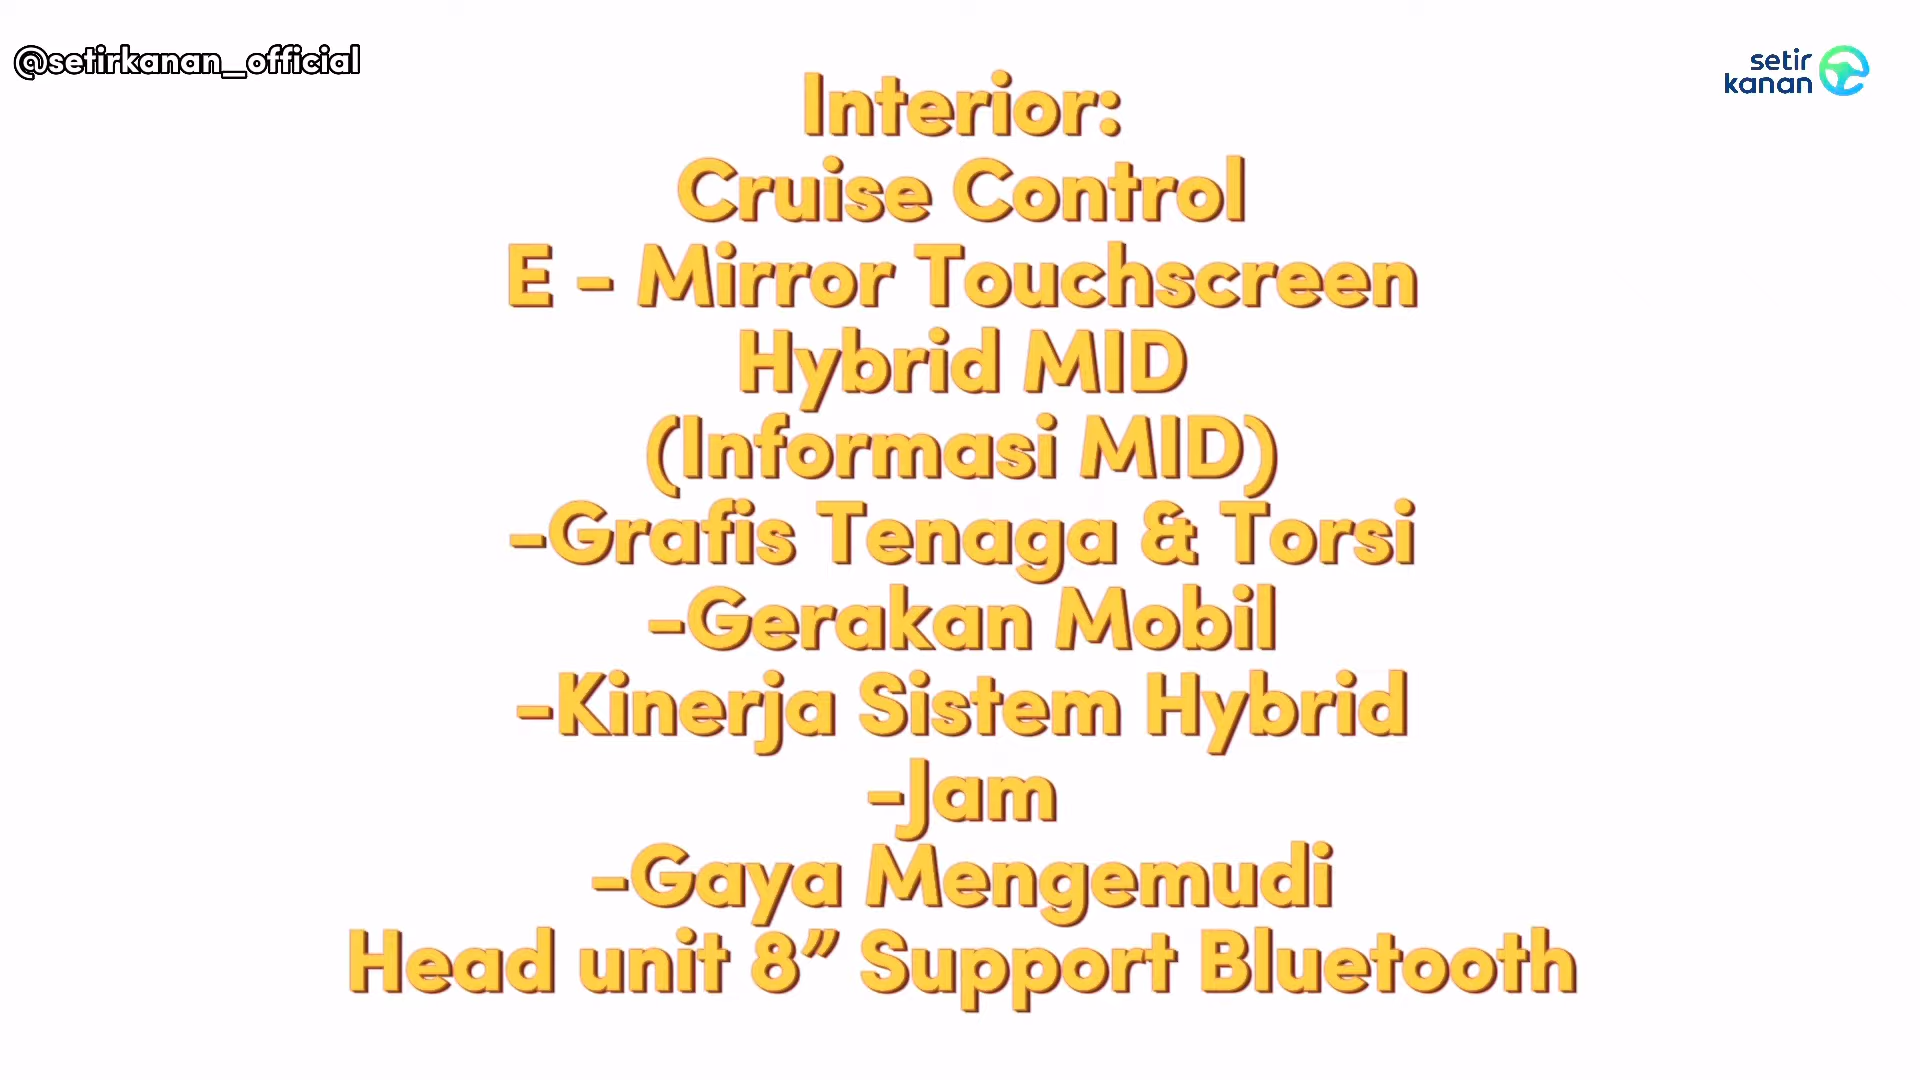 @setirkanan_official
setir
kanan
Interior:
Cruise Control
E - Mirror Touchscreen
Hybrid MID
(Informasi MID)
-Grafis Tenaga & Torsi
-Gerakan Mobil
-Kinerja Sistem Hybrid
-Jam
-Gaya Mengemudi
Head unit 8” Support Bluetooth